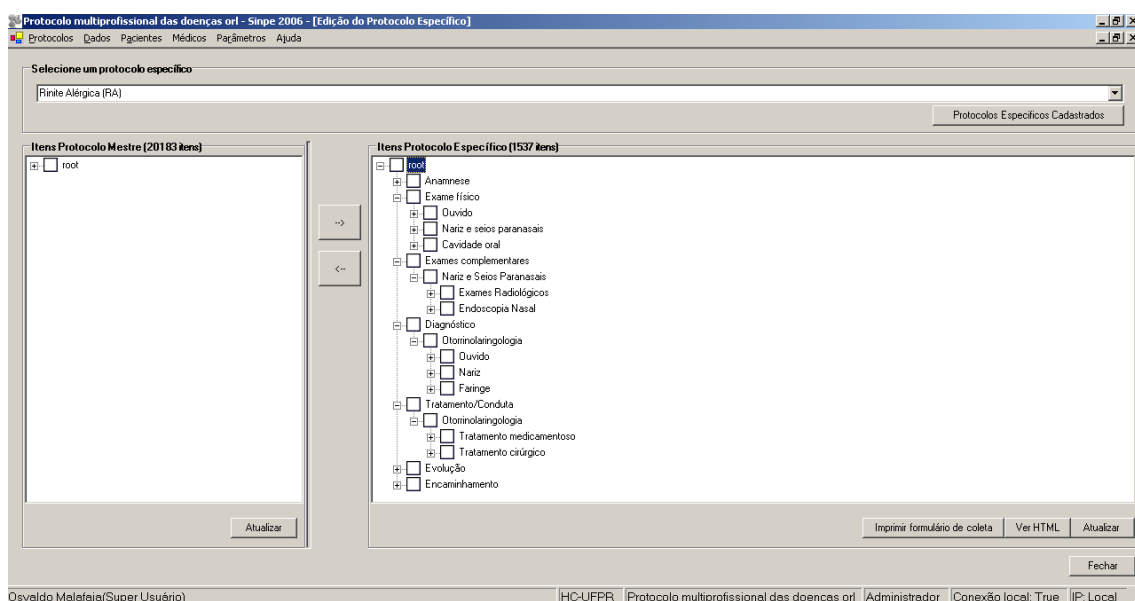 Protocolo multiprofissional das doenças orl - Sinpe 2006 - [Edição do Protocolo Específico]
Protocolos Dados Pacientes Médicos Parâmetros Ajuda
Selecione um protocolo específico
Rinite Alérgica (RA)
Protocolos Especificos Cadastrados
Itens Protocolo Mestre (20183 itens)
root
Atualizar
-->
<--
Itens Protocolo Específico (1537 itens)
root
Anamnese
Exame físico
Ouvido
Nariz e seios paranasais
Cavidade oral
Exames complementares
Nariz e Seios Paranasais
Exames Radiológicos
Endoscopia Nasal
Diagnóstico
Otorrinolaringologia
Ouvido
Nariz
Faringe
Tratamento/Conduta
Otorrinolaringologia
Tratamento medicamentoso
Tratamento cirúrgico
Evolução
Encaminhamento
Imprimir formulário de coleta Ver HTML Atualizar
Fechar
Osvaldo Malafaia(Super Usuário) HC-UFPR Protocolo multiprofissional das doenças orl Administrador Conexão local: True IP: Local